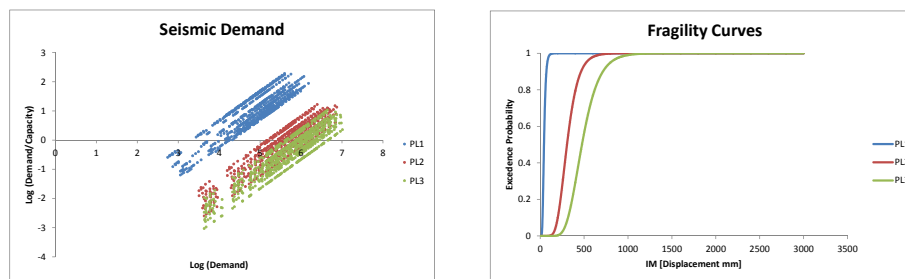 Seismic Demand
3
2
1
0
-1
-2
-3
-4
0 1 2 3 4 5 6 7 8
Log (Demand/Capacity)
Log (Demand)
PL1
PL2
PL3
Fragility Curves
1
0.8
0.6
0.4
0.2
0
0 500 1000 1500 2000 2500 3000 3500
Exceedence Probability
IM [Displacement mm]
PL
PL
PL